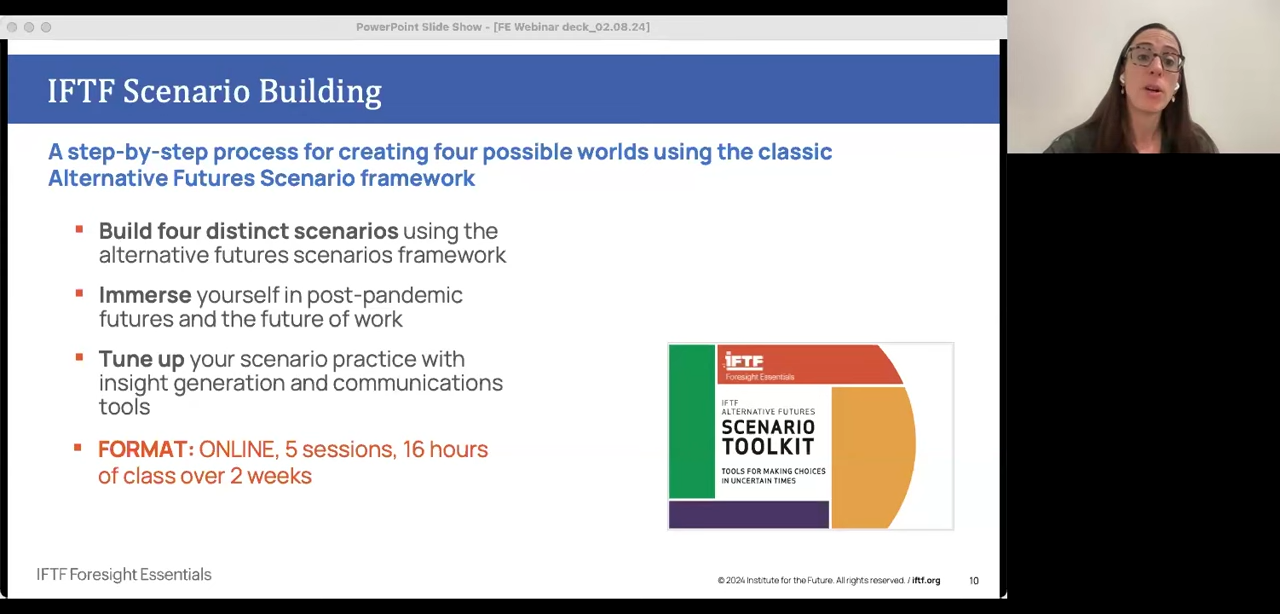 PowerPoint Slide Show - [FE Webinar deck_02.08.24]
IFTF Scenario Building
A step-by-step process for creating four possible worlds using the classic
Alternative Futures Scenario framework
▪ Build four distinct scenarios using the
alternative futures scenarios framework
▪ Immerse yourself in post-pandemic
futures and the future of work
▪ Tune up your scenario practice with
insight generation and communications
tools
▪ FORMAT: ONLINE, 5 sessions, 16 hours
of class over 2 weeks
IFTF
Foresight Essentials
IFTF
ALTERNATIVE FUTURES
SCENARIO
TOOLKIT
TOOLS FOR MAKING CHOICES
IN UNCERTAIN TIMES
IFTF Foresight Essentials
© 2024 Institute for the Future. All rights reserved. / iftf.org
10